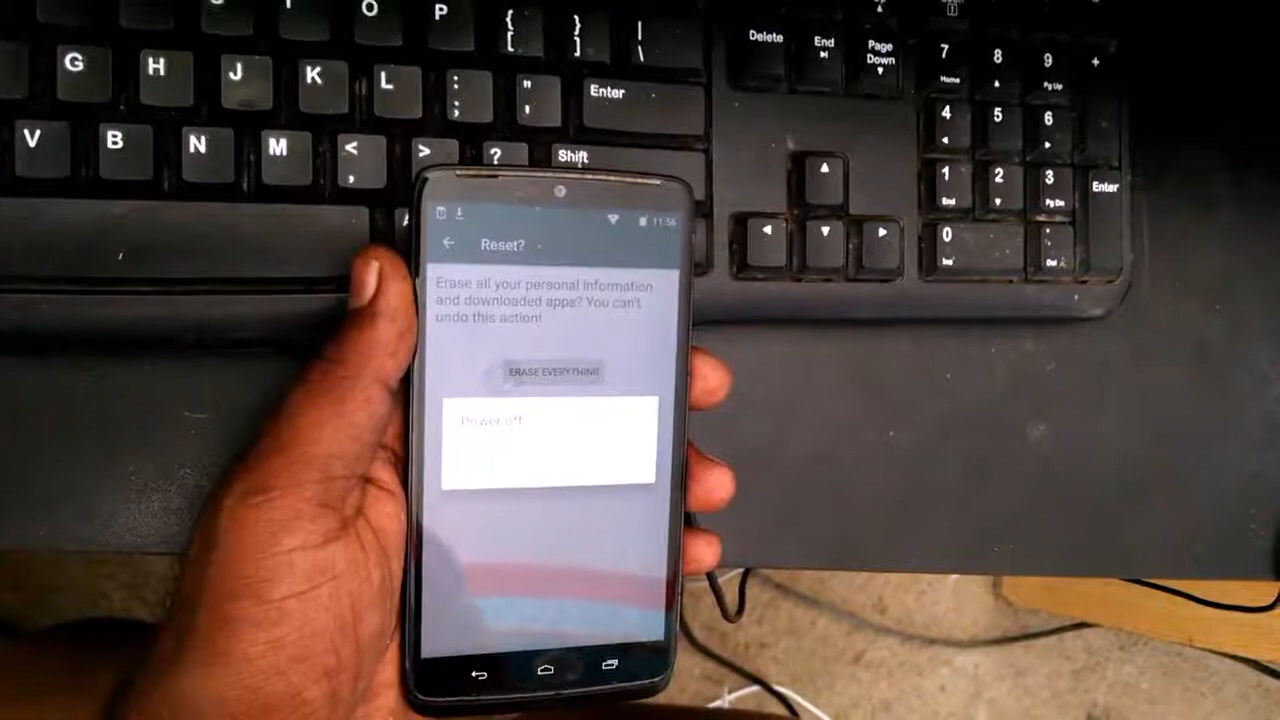 O
P
{
[
}
]
|
\
Delete
End
Page
Down
7
Home
8
9
Pg Up
+
G
H
J
K
L
:
;
"
'
Enter
4
5
6
V
B
N
M
<
,
>
?
Shift
1
End
2
3
Pg Dn
Enter
0
Ins
.
Del
11:56
Reset?
Erase all your personal information
and downloaded apps? You can't
undo this action!
ERASE EVERYTHING
Power off